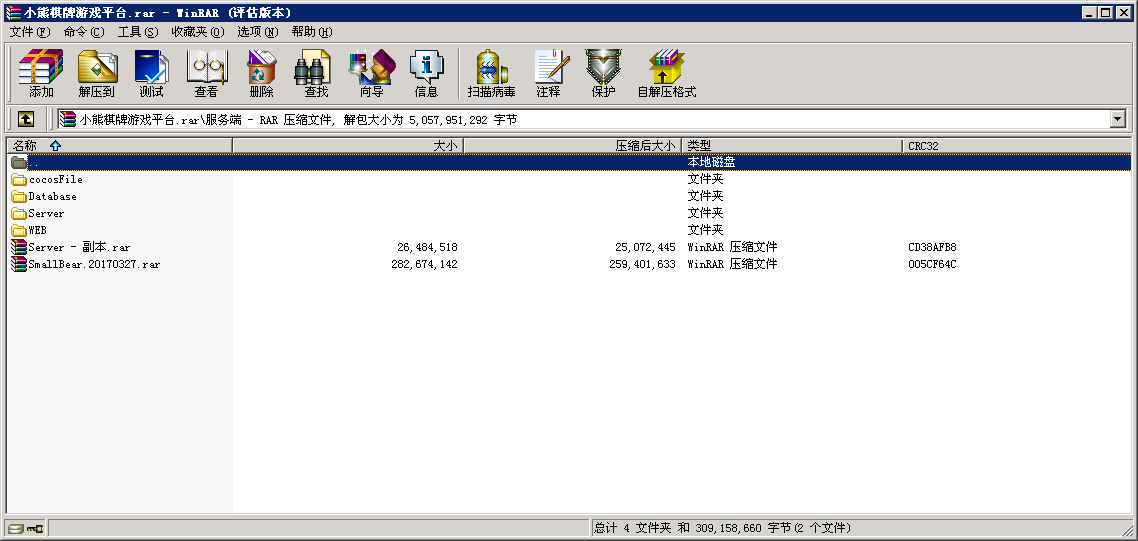 小熊棋牌游戏平台.rar - WinRAR (评估版本)
文件(F) 命令(C) 工具(S) 收藏夹(O) 选项(N) 帮助(H)
添加 解压到 测试 查看 删除 查找 向导 信息 扫描病毒 注释 保护 自解压格式
小熊棋牌游戏平台.rar\服务端 - RAR 压缩文件, 解包大小为 5,057,951,292 字节
名称 大小 压缩后大小 类型 CRC32
.. 本地磁盘
cocosFile 文件夹
Database 文件夹
Server 文件夹
WEB 文件夹
Server - 副本.rar 26,484,518 25,072,445 WinRAR 压缩文件 CD38AFB8
SmallBear.20170327.rar 282,674,142 259,401,633 WinRAR 压缩文件 005CF64C
总计 4 文件夹 和 309,158,660 字节(2 个文件)